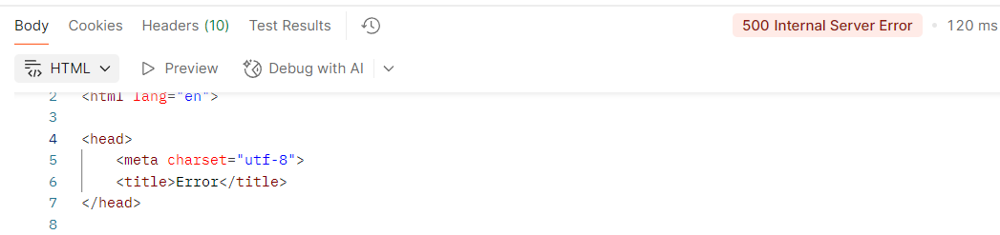 Body Cookies Headers (10) Test Results 500 Internal Server Error • 120 ms
HTML Preview Debug with AI
2 <html lang="en">
3
4 <head>
5 <meta charset="utf-8">
6 <title>Error</title>
7 </head>
8